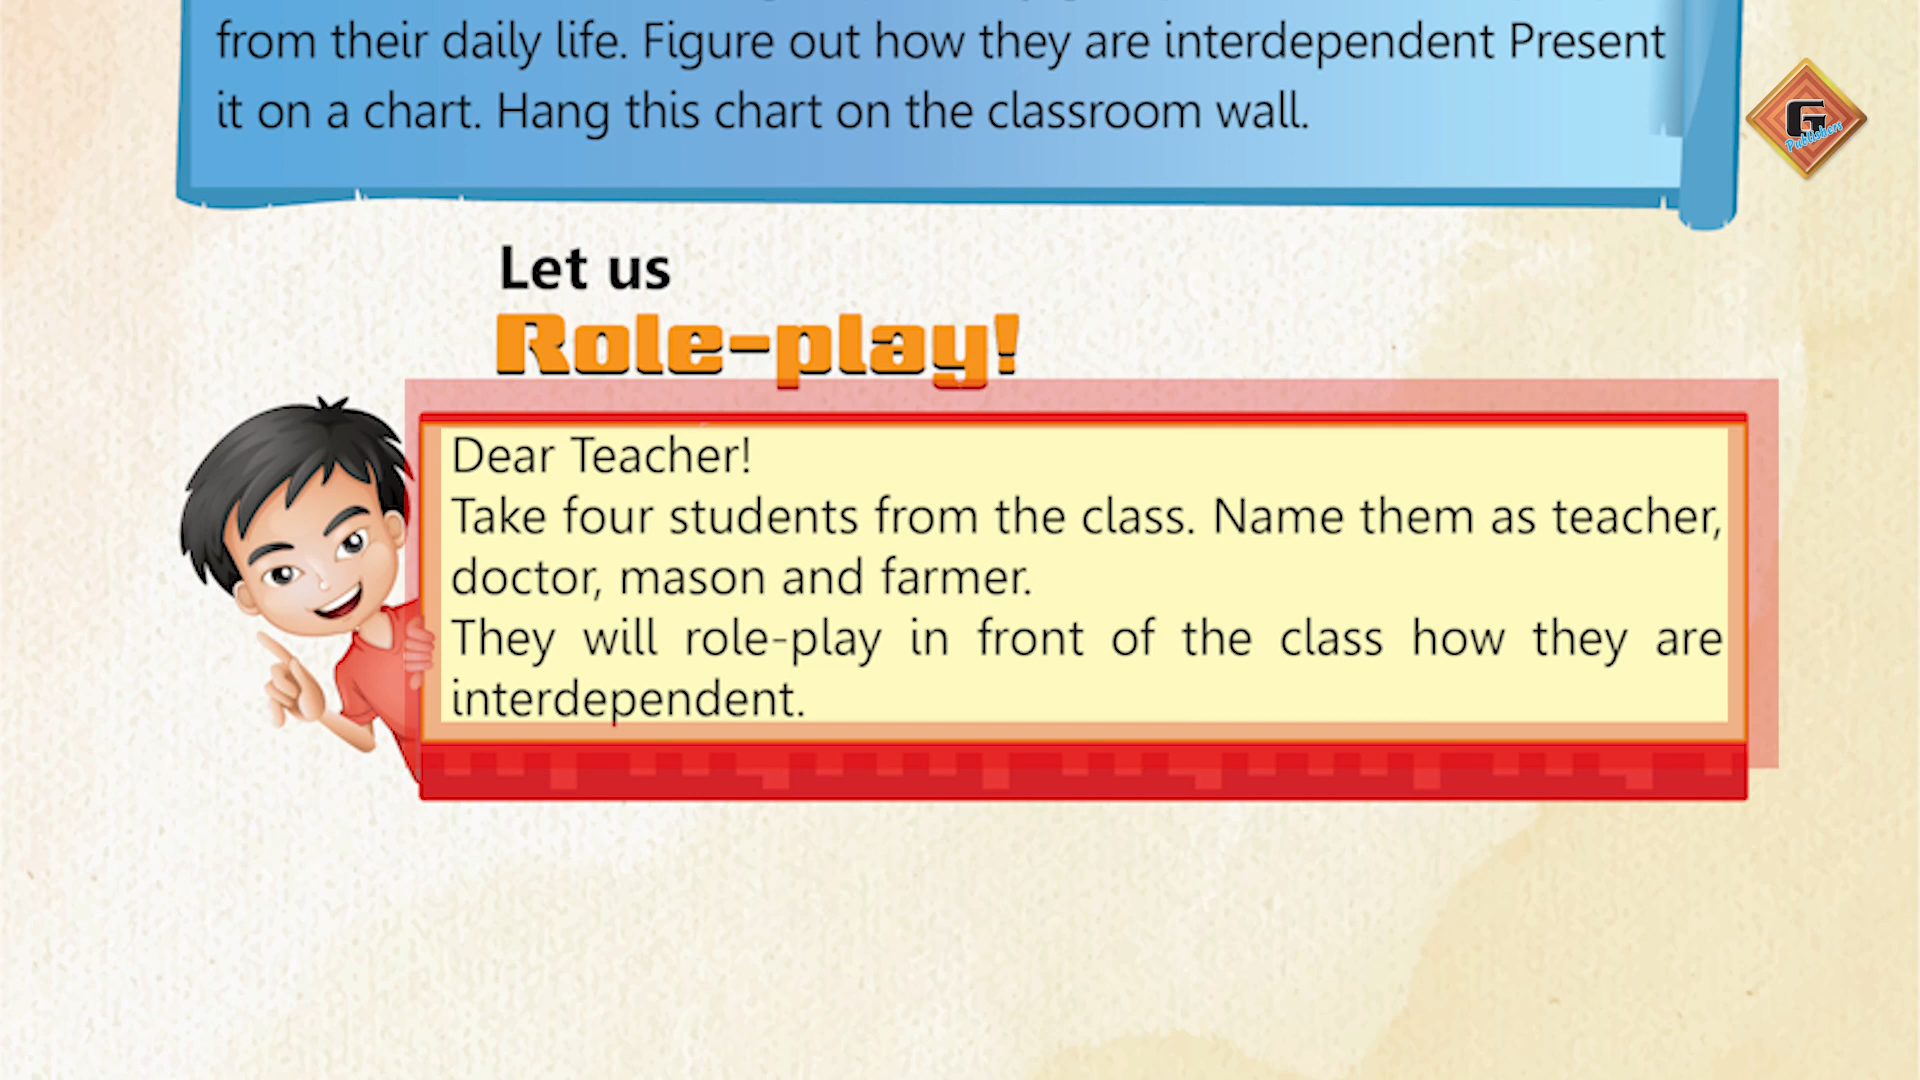 from their daily life. Figure out how they are interdependent Present
it on a chart. Hang this chart on the classroom wall.
G
Publishers
Let us
Role-play!
Dear Teacher!
Take four students from the class. Name them as teacher,
doctor, mason and farmer.
They will role-play in front of the class how they are
interdependent.